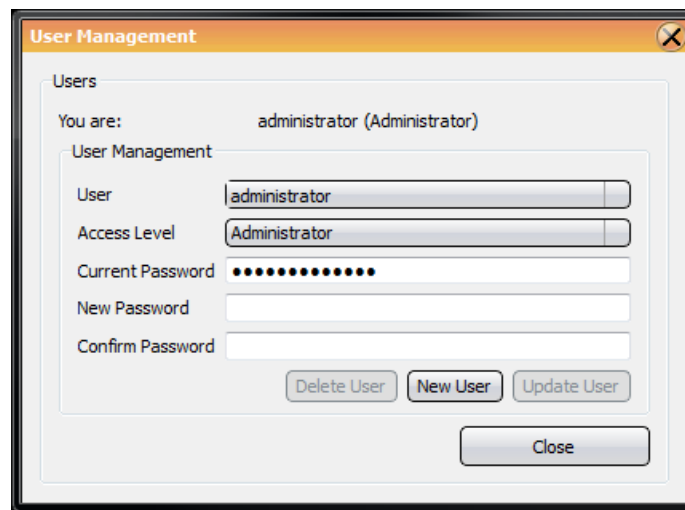 User Management
Users
You are: administrator (Administrator)
User Management
User administrator
Access Level Administrator
Current Password ●●●●●●●●●●●●●
New Password
Confirm Password
Delete User New User Update User
Close